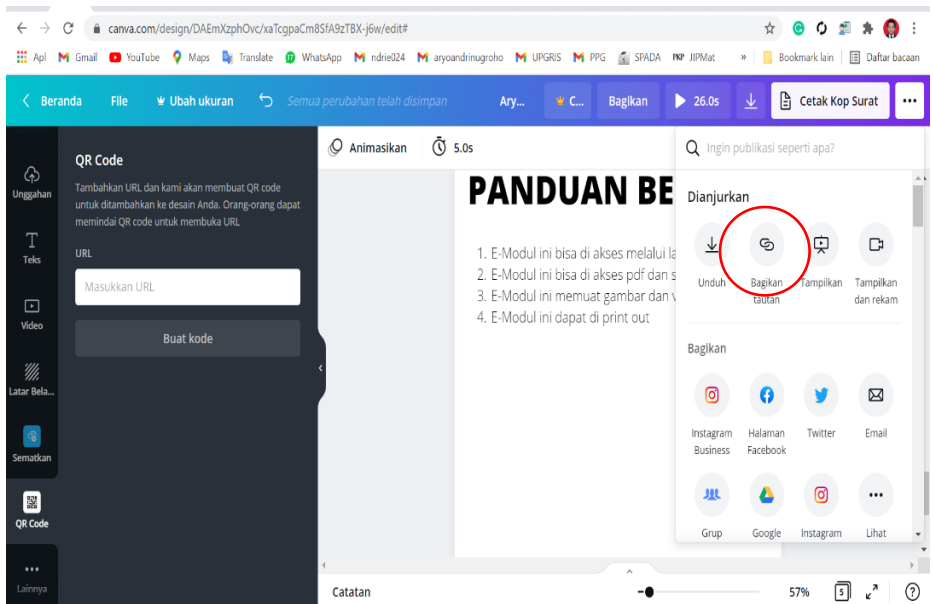 canva.com/design/DAEmXzphOvc/xaTcgpaCm8SfA9zTBX-j6w/edit#
Apl Gmail YouTube Maps Translate WhatsApp ndrie024 aryoandrinugroho UPGRIS PPG SPADA PKP JIPMat » Bookmark lain Daftar bacaan
Beranda File Ubah ukuran Semua perubahan telah disimpan Ary... C... Bagikan 26.0s Cetak Kop Surat
Animasikan 5.0s
Ingin publikasi seperti apa?
Unggahan
Teks
Video
Latar Bela...
Sematkan
QR Code
Lainnya
QR Code
Tambahkan URL dan kami akan membuat QR code
untuk ditambahkan ke desain Anda. Orang-orang dapat
memindai QR code untuk membuka URL
URL
Masukkan URL
Buat kode
PANDUAN BE
1. E-Modul ini bisa di akses melalui la
2. E-Modul ini bisa di akses pdf dan s
3. E-Modul ini memuat gambar dan v
4. E-Modul ini dapat di print out
Dianjurkan
Unduh
Bagikan
tautan
Tampilkan
Tampilkan
dan rekam
Bagikan
Instagram
Business
Halaman
Facebook
Twitter
Email
Grup
Google
Instagram
Lihat
Catatan
57%
5
?